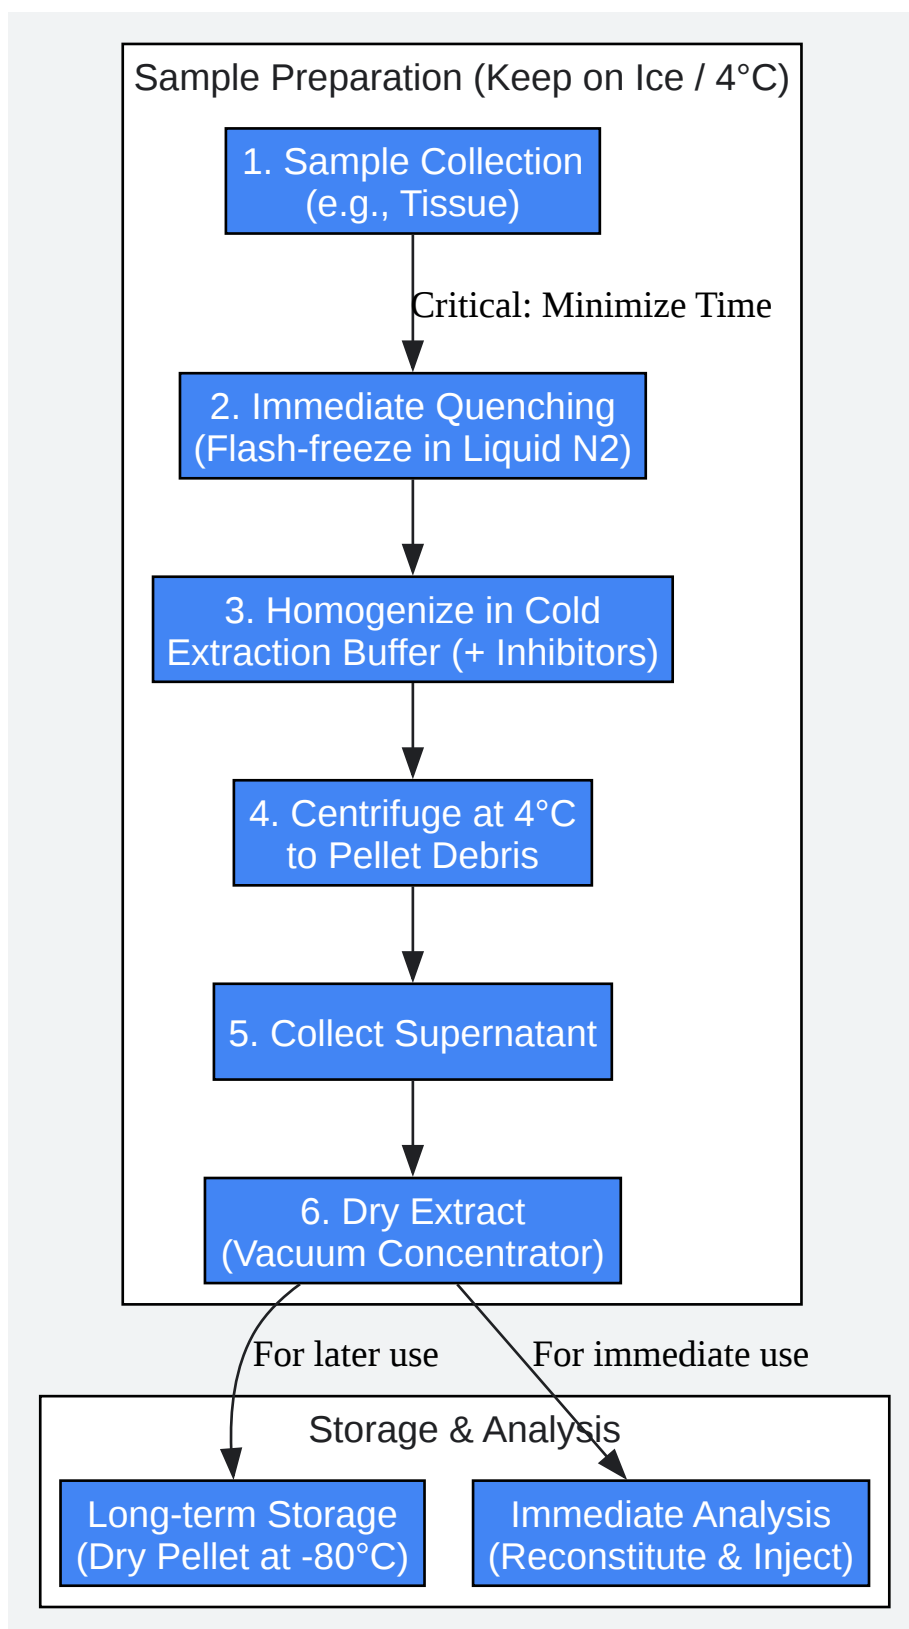 Sample Preparation (Keep on Ice / 4°C)
1. Sample Collection
(e.g., Tissue)
Critical: Minimize Time
2. Immediate Quenching
(Flash-freeze in Liquid N2)
3. Homogenize in Cold
Extraction Buffer (+ Inhibitors)
4. Centrifuge at 4°C
to Pellet Debris
5. Collect Supernatant
6. Dry Extract
(Vacuum Concentrator)
For later use
For immediate use
Storage & Analysis
Long-term Storage
(Dry Pellet at -80°C)
Immediate Analysis
(Reconstitute & Inject)